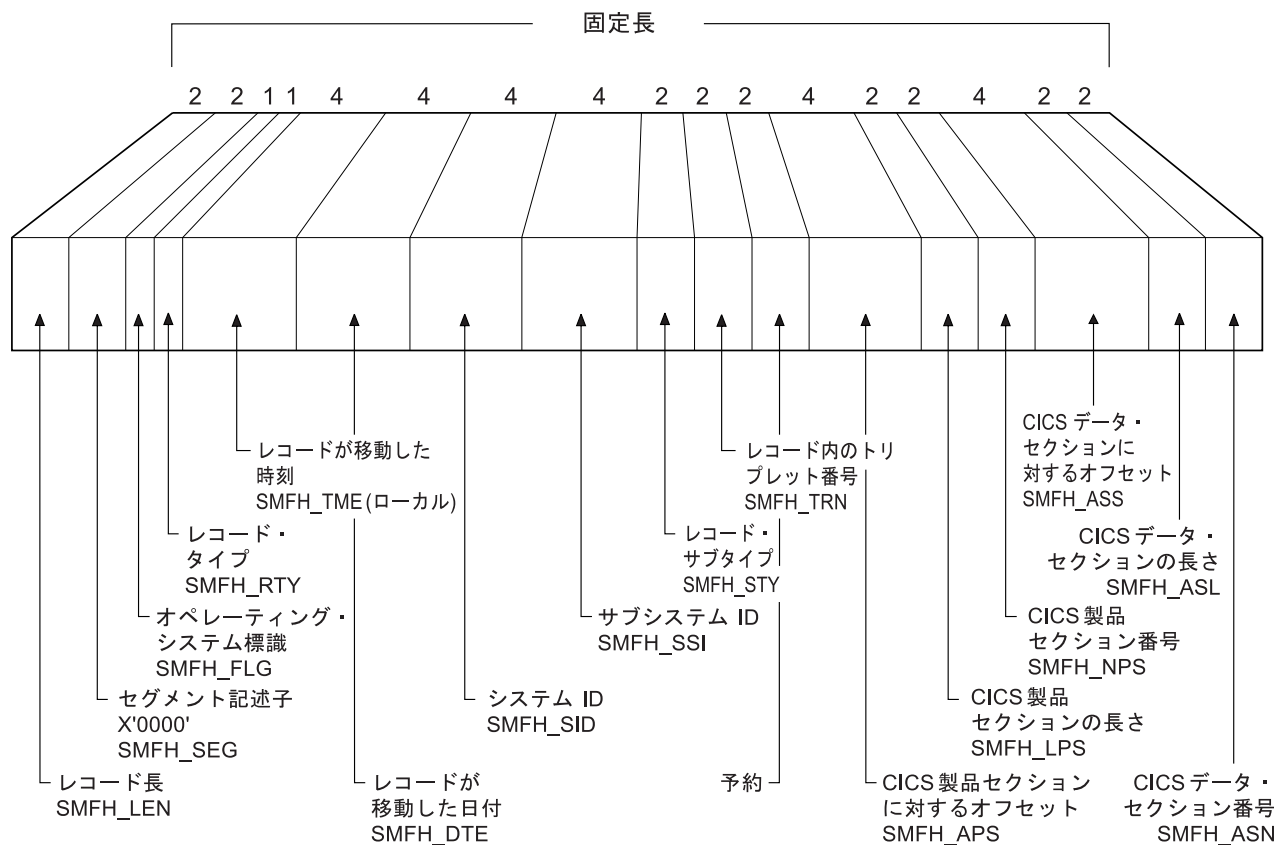 固定長
2 2 1 1 4 4 4 4 2 2 2 4 2 2 4 2 2
レコードが移動した
時刻
SMFH_TME(ローカル)
レコード内のトリ
プレット番号
SMFH_TRN
CICS データ・
セクションに
対するオフセット
SMFH_ASS
レコード・
タイプ
SMFH_RTY
レコード・
サブタイプ
SMFH_STY
CICS データ・
セクションの長さ
SMFH_ASL
オペレーティング・
システム標識
SMFH_FLG
サブシステム ID
SMFH_SSI
CICS 製品
セクション番号
SMFH_NPS
セグメント記述子
X'0000'
SMFH_SEG
システム ID
SMFH_SID
CICS 製品
セクションの長さ
SMFH_LPS
レコード長
SMFH_LEN
レコードが
移動した日付
SMFH_DTE
予約
CICS 製品セクション
に対するオフセット
SMFH_APS
CICS データ・
セクション番号
SMFH_ASN